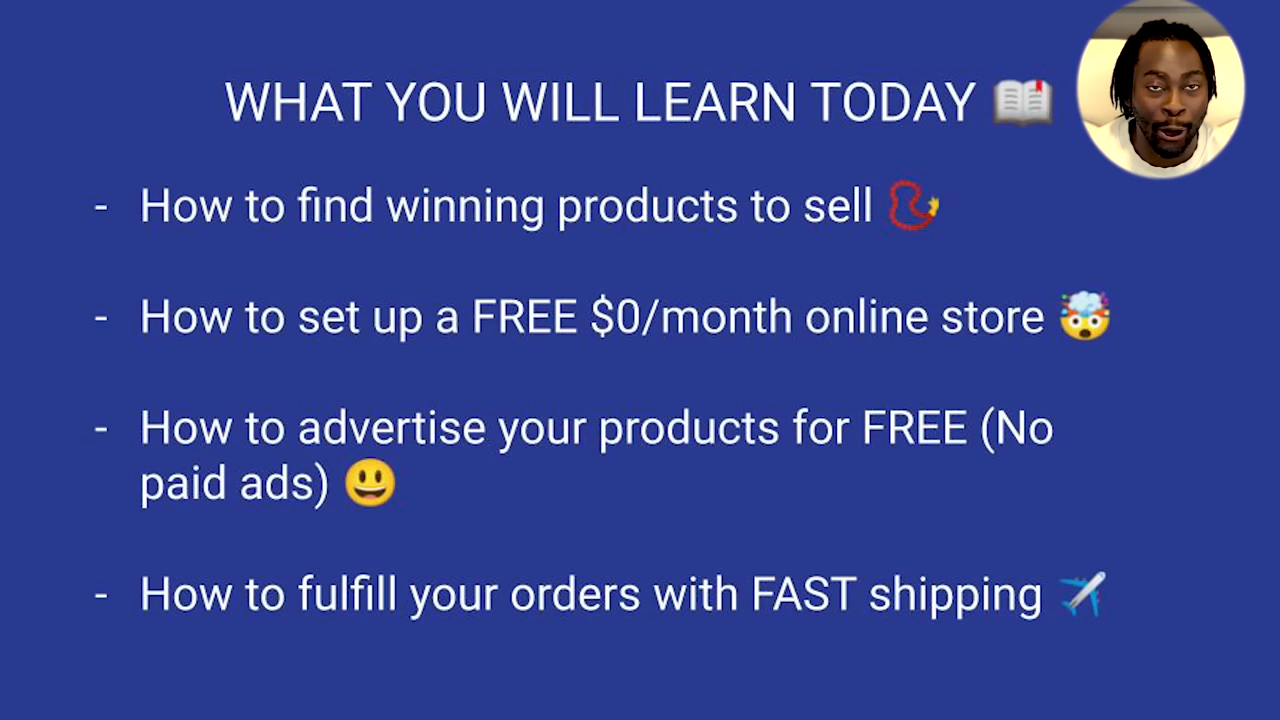 WHAT YOU WILL LEARN TODAY 📖
- How to find winning products to sell 📿
- How to set up a FREE $0/month online store 🤯
- How to advertise your products for FREE (No
paid ads) 😃
- How to fulfill your orders with FAST shipping ✈️